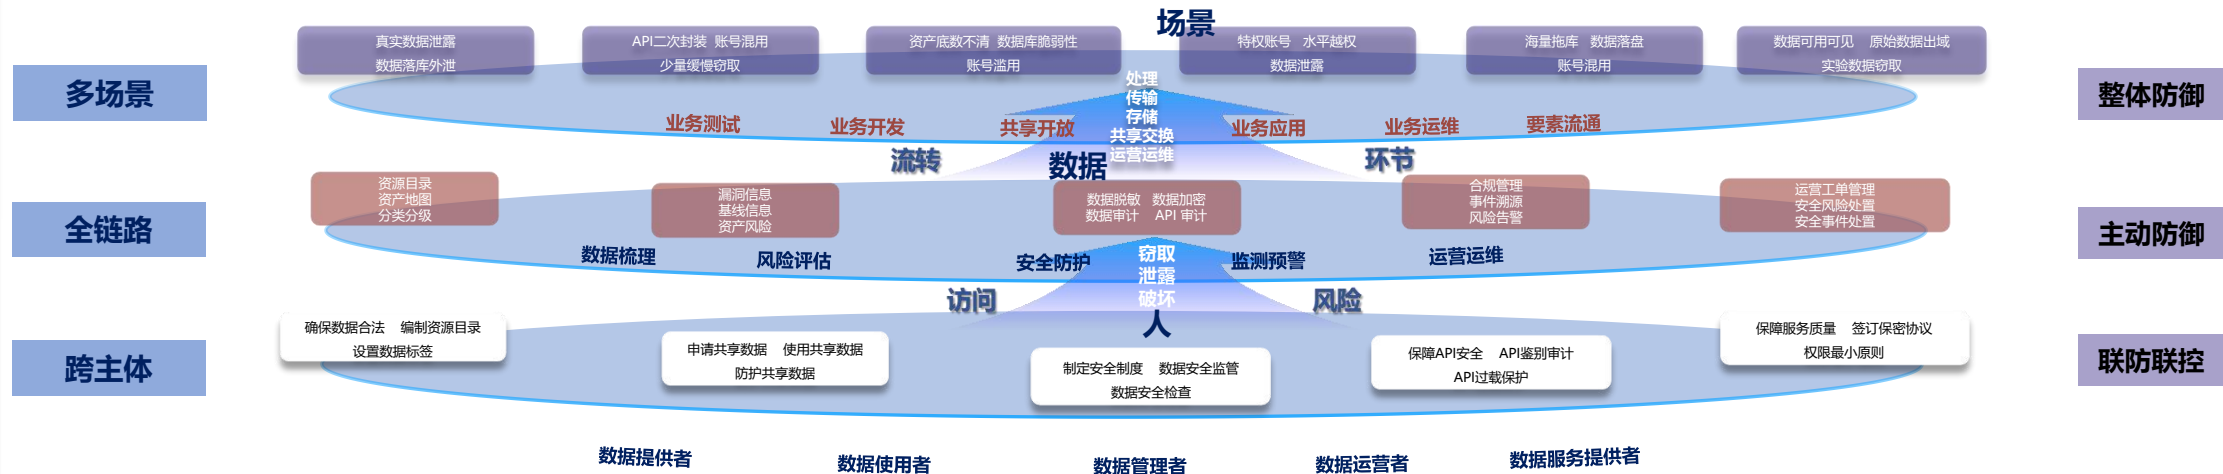 场景
真实数据泄露
数据落库外泄
API二次封装 账号混用
少量缓慢窃取
资产底数不清 数据库脆弱性
账号滥用
特权账号 水平越权
数据泄露
海量拖库 数据落盘
账号混用
数据可用可见 原始数据出域
实验数据窃取
多场景
整体防御
处理
传输
存储
共享交换
运营运维
业务测试
业务开发
共享开放
业务应用
业务运维
要素流通
流转
环节
数据
全链路
主动防御
资源目录
资产地图
分类分级
漏洞信息
基线信息
资产风险
数据脱敏 数据加密
数据审计 API 审计
合规管理
事件溯源
风险告警
运营工单管理
安全风险处置
安全事件处置
数据梳理
风险评估
安全防护
监测预警
运营运维
窃取
泄露
破坏
访问
风险
人
跨主体
联防联控
确保数据合法 编制资源目录
设置数据标签
申请共享数据 使用共享数据
防护共享数据
制定安全制度 数据安全监管
数据安全检查
保障API安全 API鉴别审计
API过载保护
保障服务质量 签订保密协议
权限最小原则
数据提供者
数据使用者
数据管理者
数据运营者
数据服务提供者